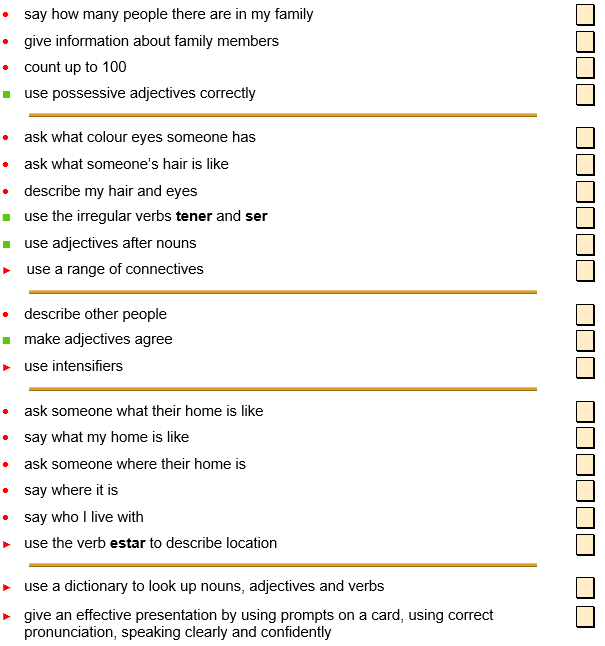 say how many people there are in my family
give information about family members
count up to 100
use possessive adjectives correctly
ask what colour eyes someone has
ask what someone's hair is like
describe my hair and eyes
use the irregular verbs tener and ser
use adjectives after nouns
use a range of connectives
describe other people
make adjectives agree
use intensifiers
ask someone what their home is like
say what my home is like
ask someone where their home is
say where it is
say who I live with
use the verb estar to describe location
use a dictionary to look up nouns, adjectives and verbs
give an effective presentation by using prompts on a card, using correct
pronunciation, speaking clearly and confidently